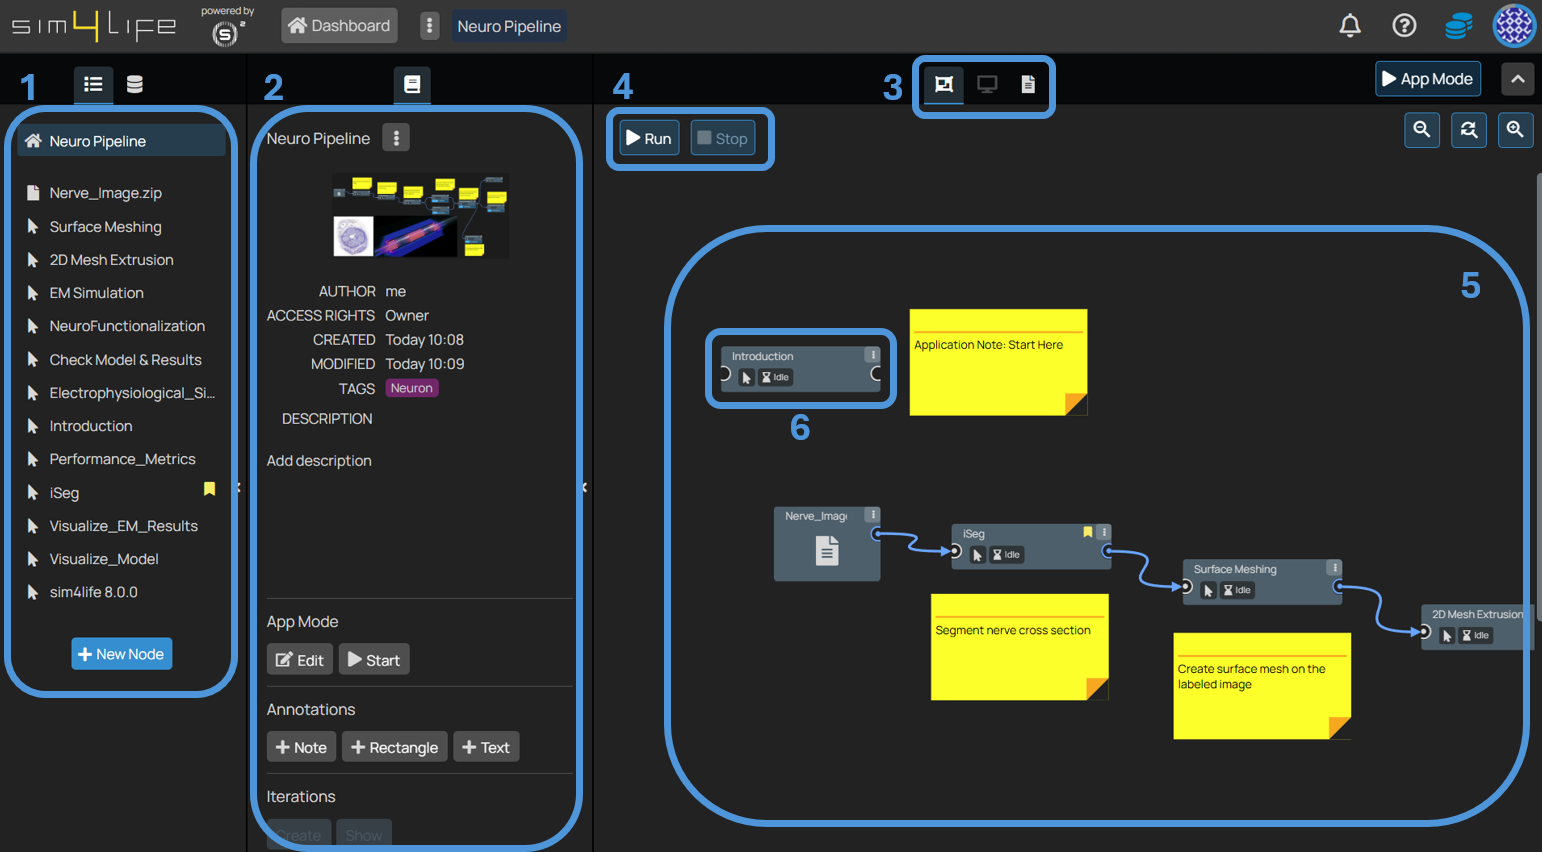 sim4life
powered by
S
2
Dashboard
Neuro Pipeline
1
2
3
4
App Mode
Neuro Pipeline
Nerve_Image.zip
Surface Meshing
2D Mesh Extrusion
EM Simulation
NeuroFunctionalization
Check Model & Results
Electrophysiological_Si...
Introduction
Performance_Metrics
iSeg
Visualize_EM_Results
Visualize_Model
sim4life 8.0.0
New Node
Neuro Pipeline
AUTHOR me
ACCESS RIGHTS Owner
CREATED Today 10:08
MODIFIED Today 10:09
TAGS Neuron
DESCRIPTION
Add description
App Mode
Edit Start
Annotations
Note Rectangle Text
Iterations
Create Show
Run Stop
5
Introduction
Idle
6
Application Note: Start Here
Nerve_Imag
iSeg
Idle
Segment nerve cross section
Surface Meshing
Idle
Create surface mesh on the
labeled image
2D Mesh Extrusion
Idle